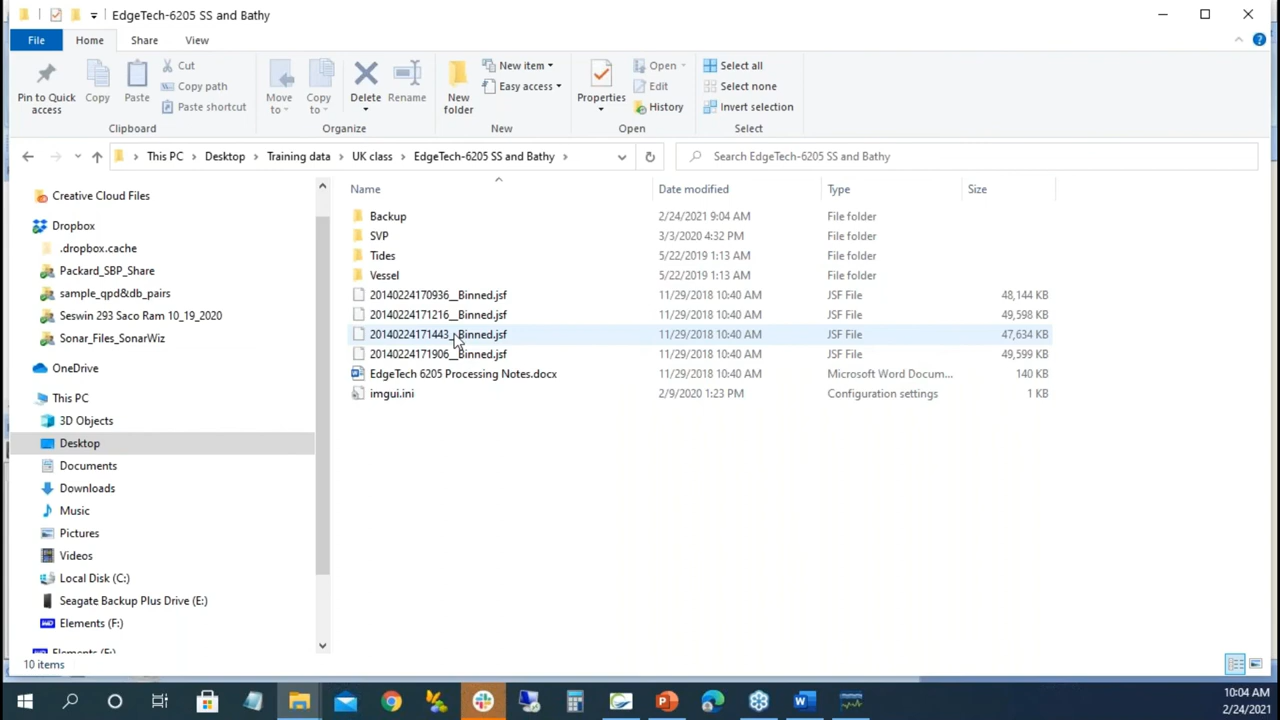 EdgeTech-6205 SS and Bathy
File Home Share View
Pin to Quick access
Copy
Paste
Cut
Copy path
Paste shortcut
Clipboard
Move to
Copy to
Delete
Rename
Organize
New folder
New item
Easy access
New
Properties
Open
Edit
History
Open
Select all
Select none
Invert selection
Select
This PC > Desktop > Training data > UK class > EdgeTech-6205 SS and Bathy >
Search EdgeTech-6205 SS and Bathy
Creative Cloud Files
Dropbox
.dropbox.cache
Packard_SBP_Share
sample_qpd&db_pairs
Seswin 293 Saco Ram 10_19_2020
Sonar_Files_SonarWiz
OneDrive
This PC
3D Objects
Desktop
Documents
Downloads
Music
Pictures
Videos
Local Disk (C:)
Seagate Backup Plus Drive (E:)
Elements (F:)
Elements (F:)
Name Date modified Type Size
Backup 2/24/2021 9:04 AM File folder
SVP 3/3/2020 4:32 PM File folder
Tides 5/22/2019 1:13 AM File folder
Vessel 5/22/2019 1:13 AM File folder
20140224170936__Binned.jsf 11/29/2018 10:40 AM JSF File 48,144 KB
20140224171216__Binned.jsf 11/29/2018 10:40 AM JSF File 49,598 KB
20140224171443__Binned.jsf 11/29/2018 10:40 AM JSF File 47,634 KB
20140224171906__Binned.jsf 11/29/2018 10:40 AM JSF File 49,599 KB
EdgeTech 6205 Processing Notes.docx 11/29/2018 10:40 AM Microsoft Word Docum... 140 KB
imgui.ini 2/9/2020 1:23 PM Configuration settings 1 KB
10 items
10:04 AM
2/24/2021